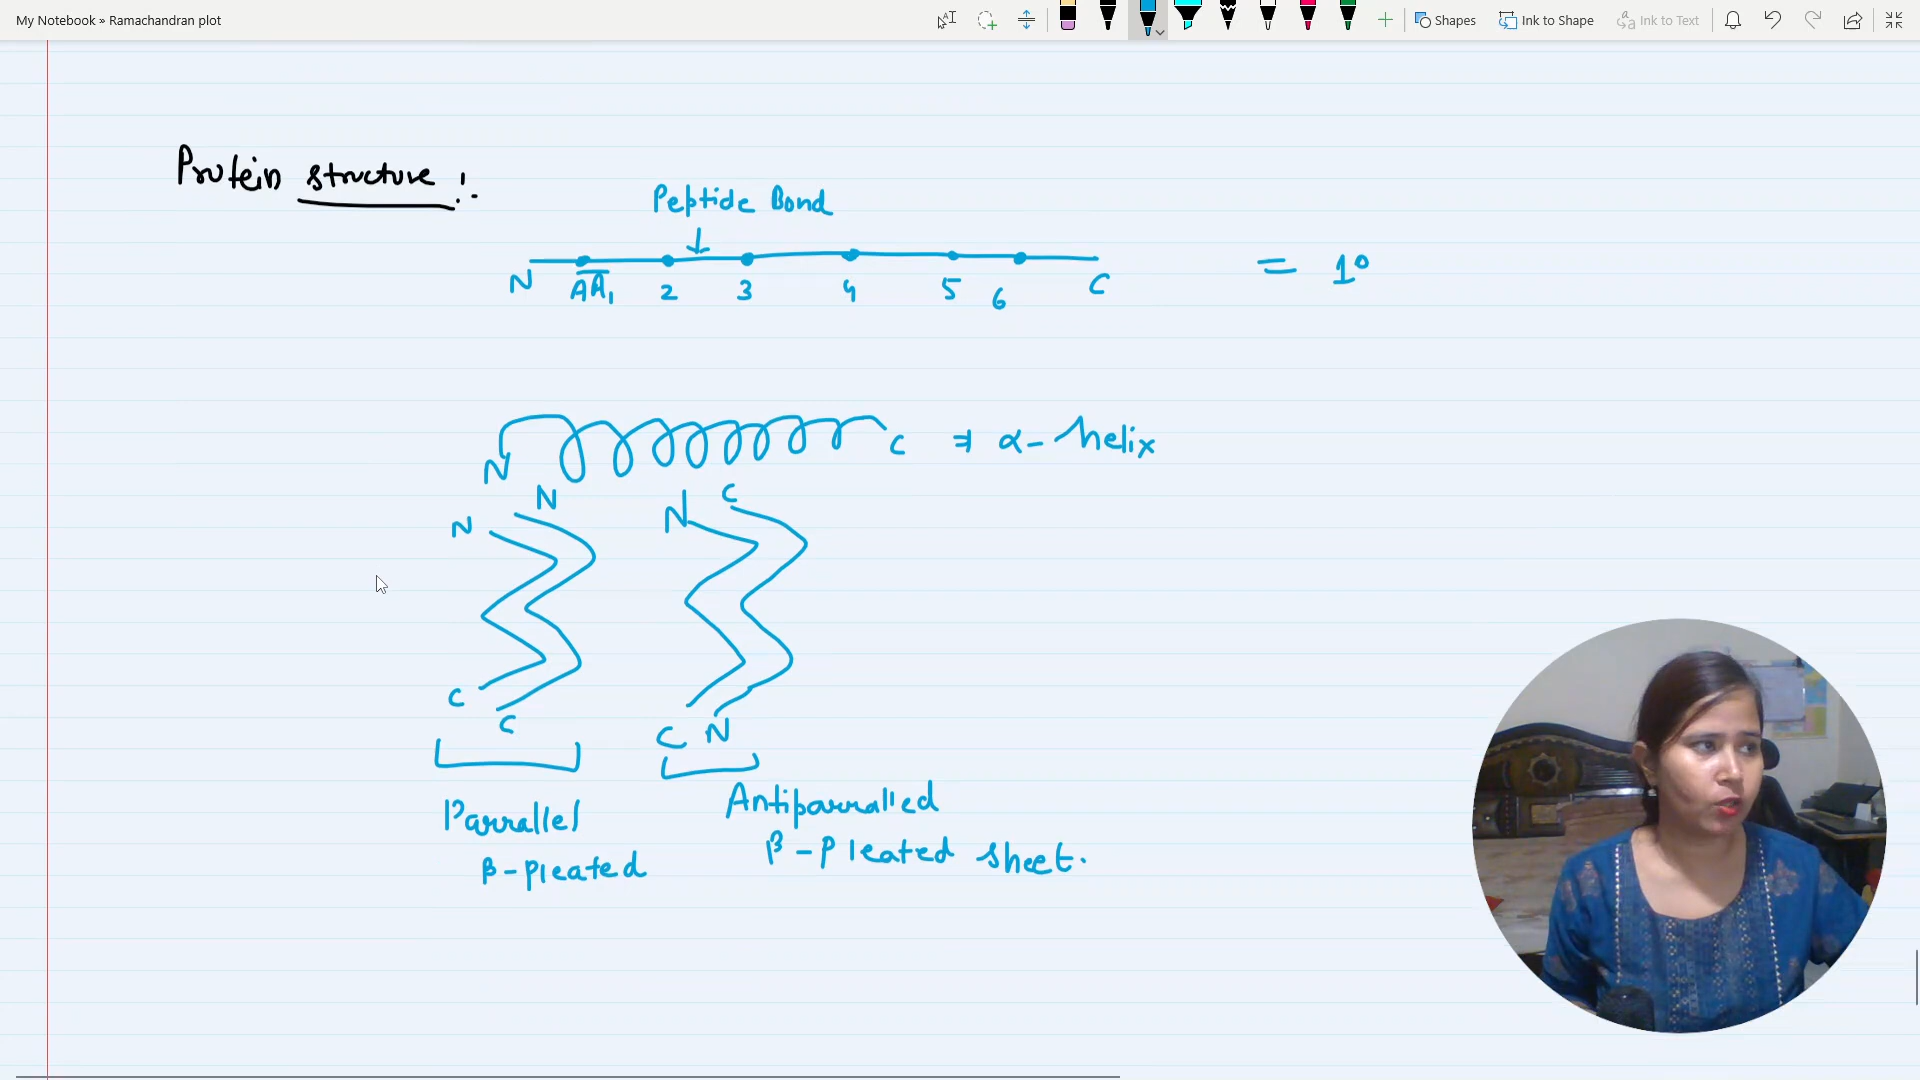 My Notebook » Ramachandran plot
Shapes
Ink to Shape
Ink to Text
Protein structure :-
Peptide Bond
N AA1 2 3 4 5 6 C
= 1°
N C ⇒ α-helix
N N N C
C C C N
Parrallel
β-pleated
Antiparralled
β-pleated sheet.